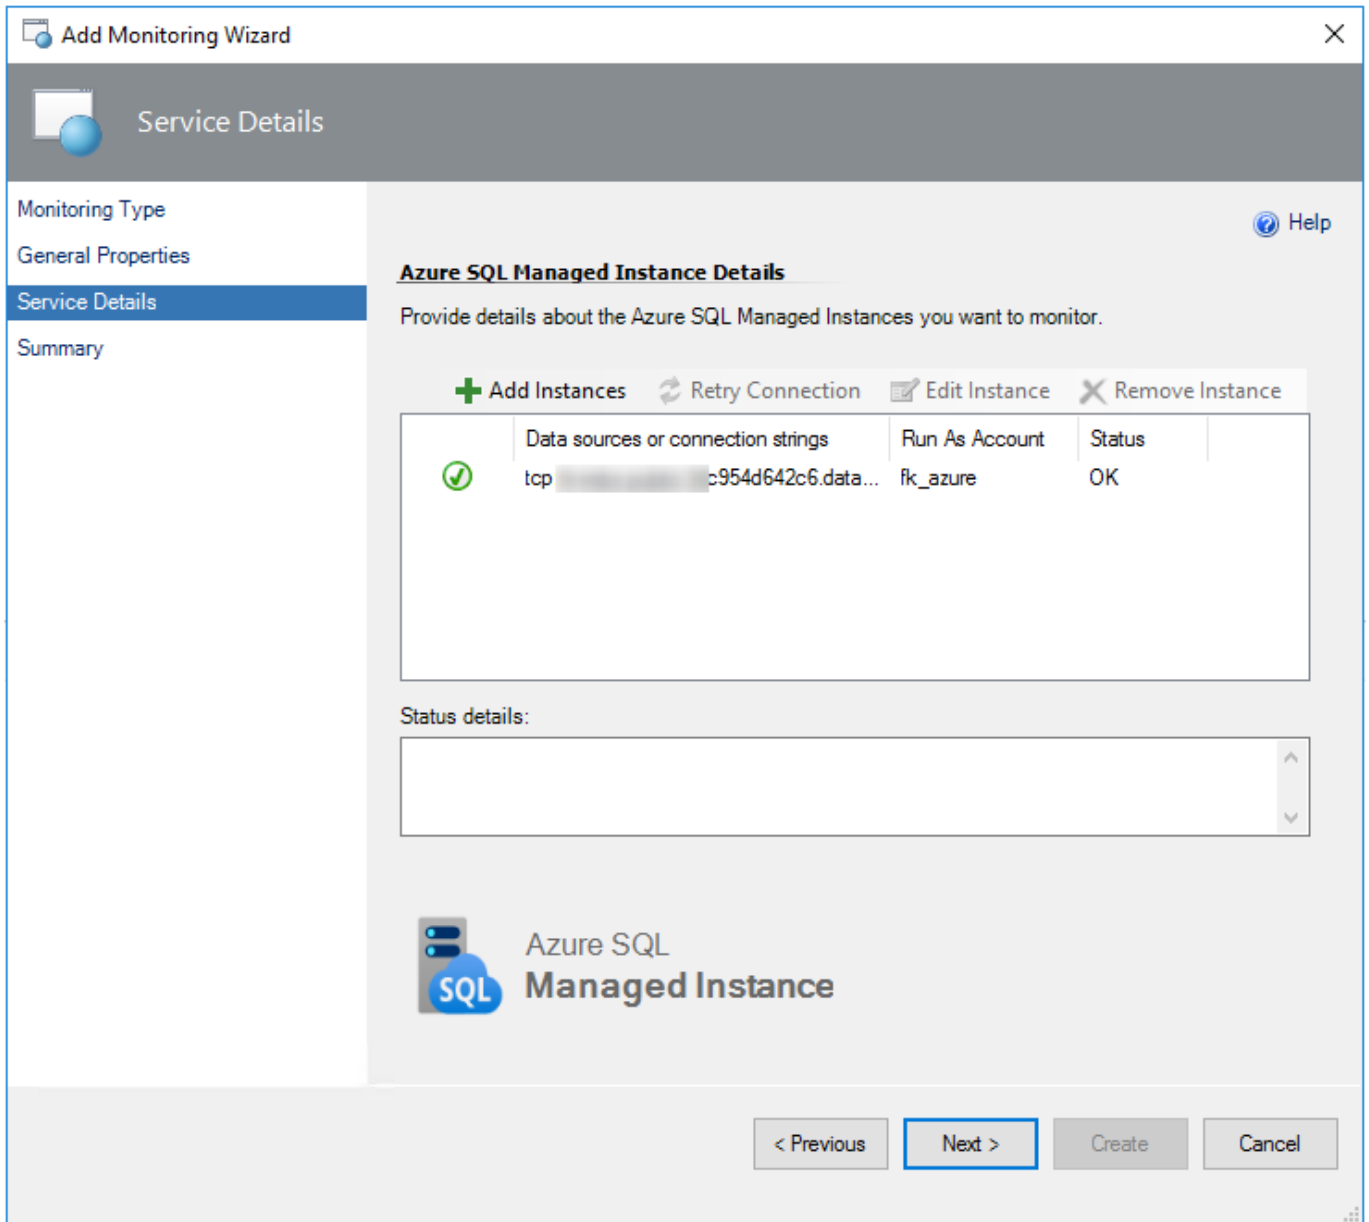 Add Monitoring Wizard
Service Details
Monitoring Type
General Properties
Service Details
Summary
Help
Azure SQL Managed Instance Details
Provide details about the Azure SQL Managed Instances you want to monitor.
Add Instances Retry Connection Edit Instance Remove Instance
Data sources or connection strings Run As Account Status
tcp c954d642c6.data... fk_azure OK
Status details:
SQL
Azure SQL
Managed Instance
< Previous Next > Create Cancel